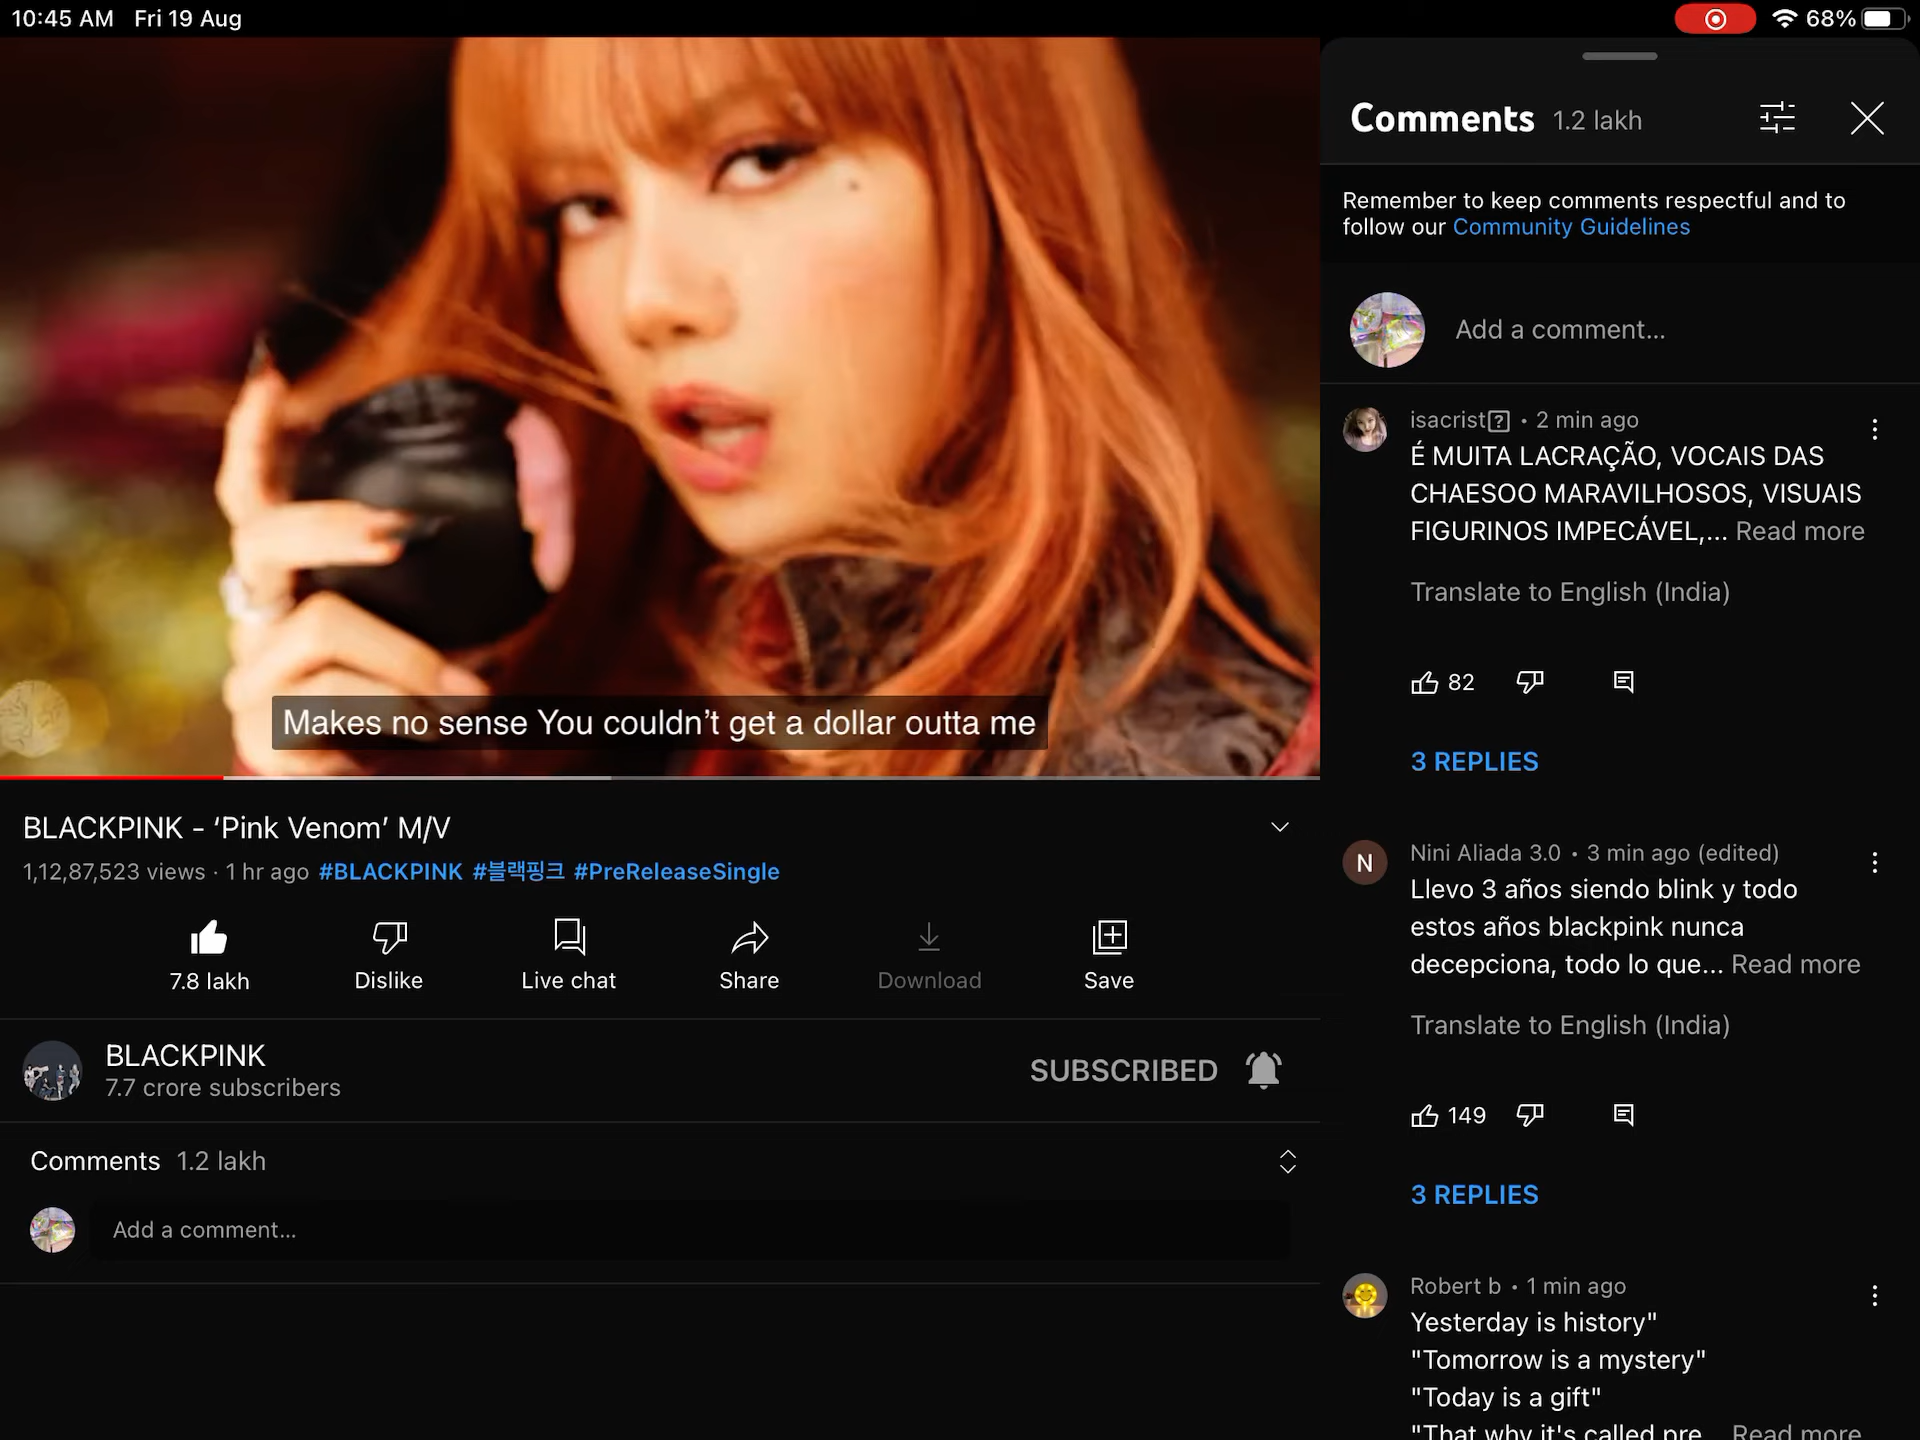 10:45 AM Fri 19 Aug
68%
Makes no sense You couldn't get a dollar outta me
BLACKPINK - ‘Pink Venom’ M/V
1,12,87,523 views · 1 hr ago #BLACKPINK #블랙핑크 #PreReleaseSingle
7.8 lakh
Dislike
Live chat
Share
Download
Save
BLACKPINK
7.7 crore subscribers
SUBSCRIBED
Comments 1.2 lakh
Add a comment...
Comments 1.2 lakh
Remember to keep comments respectful and to
follow our Community Guidelines
Add a comment...
isacrist • 2 min ago
É MUITA LACRAÇÃO, VOCAIS DAS
CHAESOO MARAVILHOSOS, VISUAIS
FIGURINOS IMPECÁVEL,... Read more
Translate to English (India)
82
3 REPLIES
N
Nini Aliada 3.0 • 3 min ago (edited)
Llevo 3 años siendo blink y todo
estos años blackpink nunca
decepciona, todo lo que... Read more
Translate to English (India)
149
3 REPLIES
Robert b • 1 min ago
Yesterday is history"
"Tomorrow is a mystery"
"Today is a gift"
"That why it's called pre... Read more